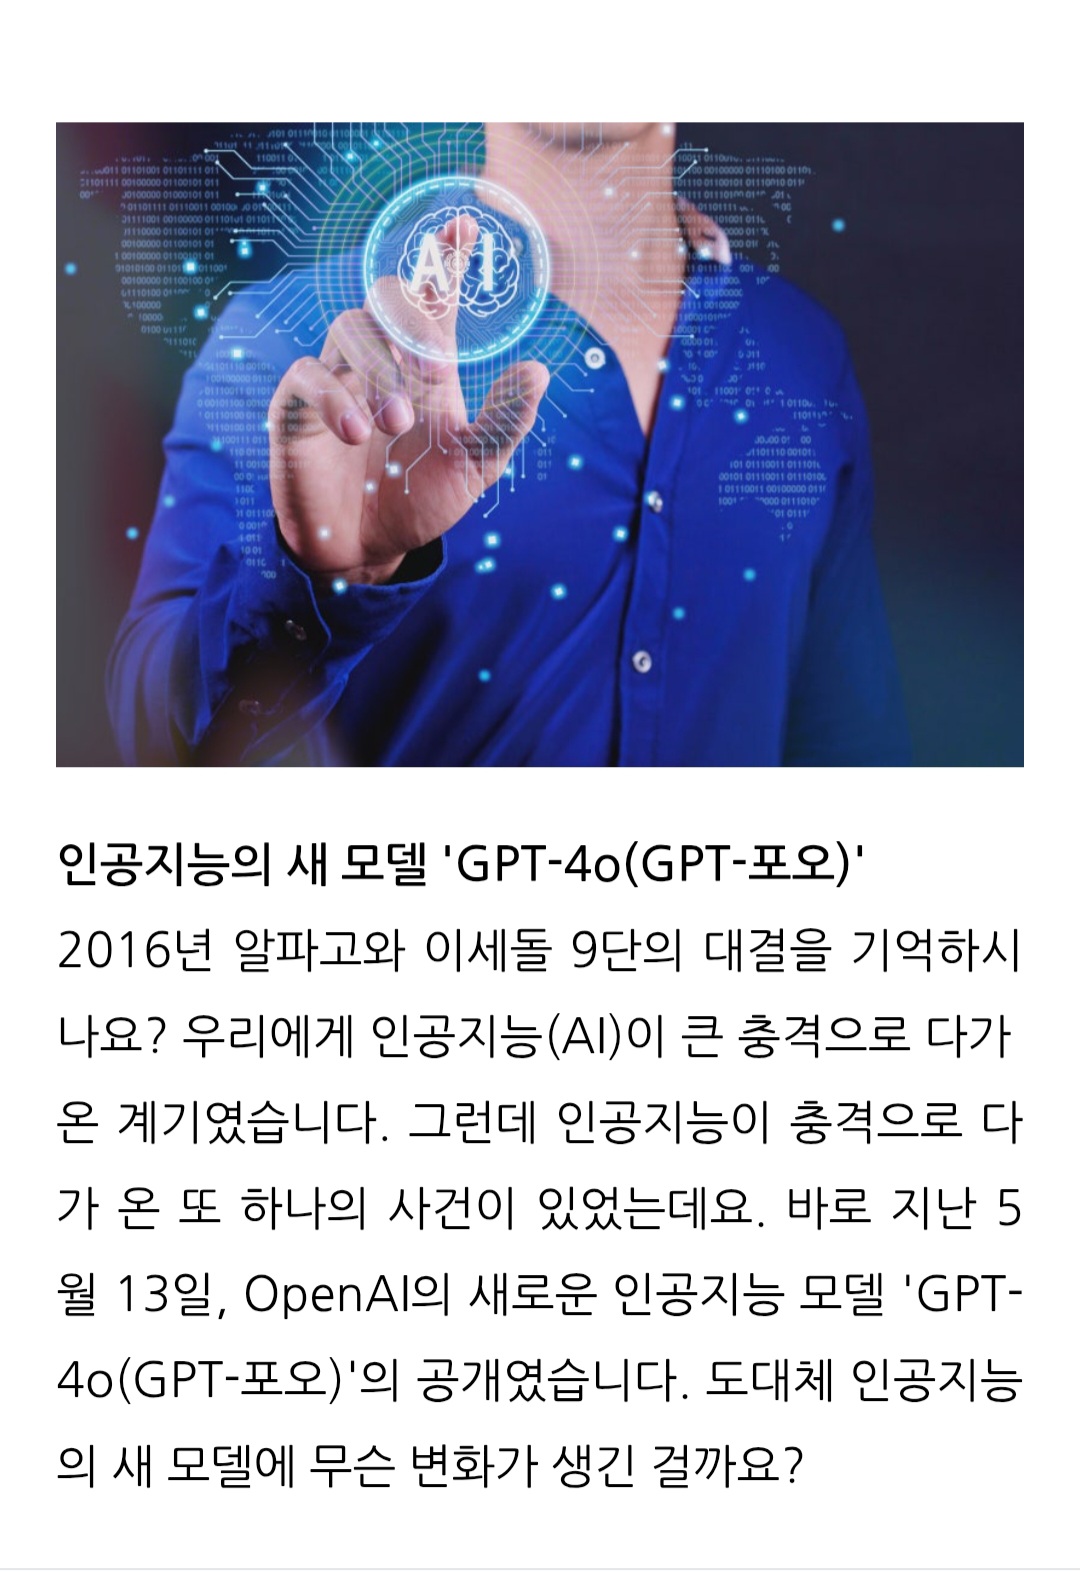 AI
인공지능의 새 모델 'GPT-4o(GPT-포오)'
2016년 알파고와 이세돌 9단의 대결을 기억하시
나요? 우리에게 인공지능(AI)이 큰 충격으로 다가
온 계기였습니다. 그런데 인공지능이 충격으로 다
가 온 또 하나의 사건이 있었는데요. 바로 지난 5
월 13일, OpenAI의 새로운 인공지능 모델 'GPT-
4o(GPT-포오)'의 공개였습니다. 도대체 인공지능
의 새 모델에 무슨 변화가 생긴 걸까요?